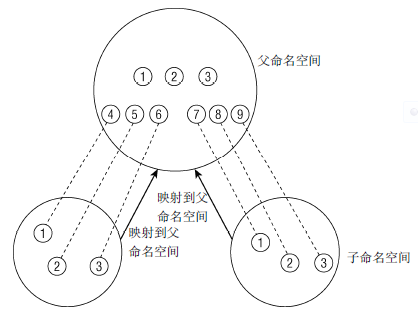 父命名空间
① ② ③
④ ⑤ ⑥ ⑦ ⑧ ⑨
映射到父
命名空间
映射到父
命名空间
① ② ③
① ② ③
子命名空间